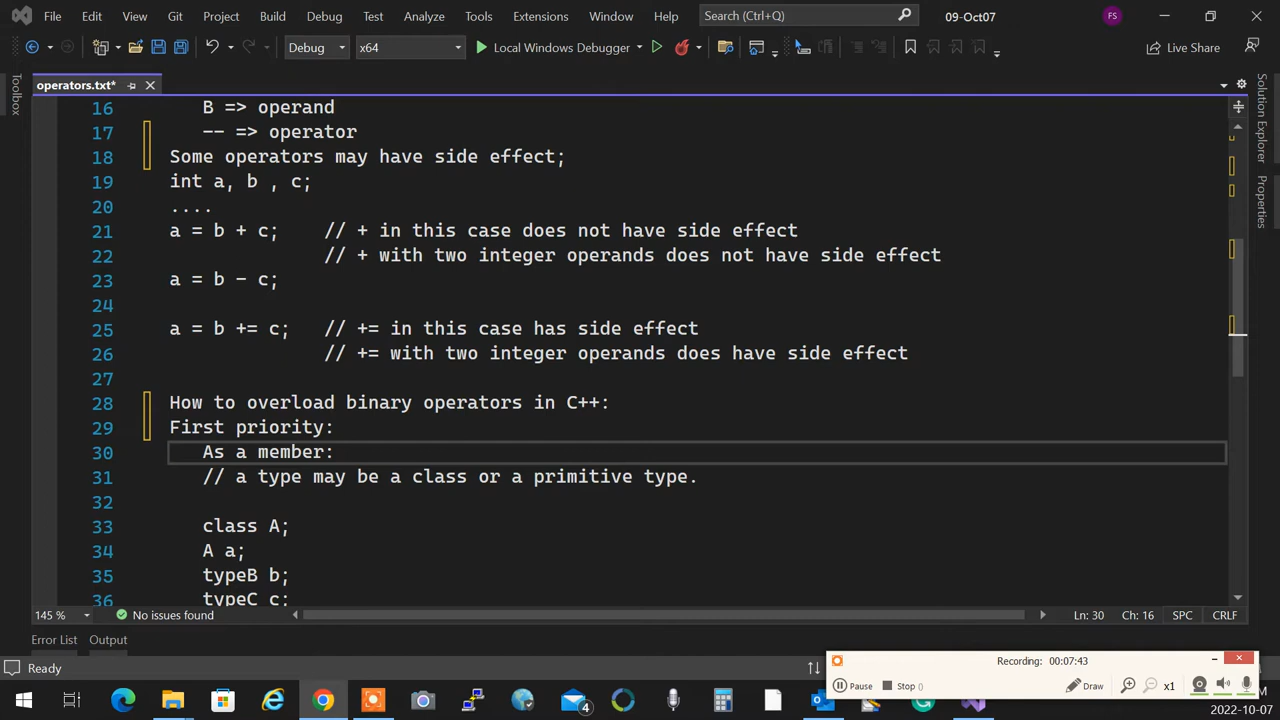 File Edit View Git Project Build Debug Test Analyze Tools Extensions Window Help Search (Ctrl+Q) 09-Oct07 FS
Debug x64 Local Windows Debugger Live Share
operators.txt*
Toolbox
Solution Explorer
Properties
16 B => operand
17 -- => operator
18 Some operators may have side effect;
19 int a, b , c;
20 ....
21 a = b + c; // + in this case does not have side effect
22 // + with two integer operands does not have side effect
23 a = b - c;
24
25 a = b += c; // += in this case has side effect
26 // += with two integer operands does have side effect
27
28 How to overload binary operators in C++:
29 First priority:
30 As a member:
31 // a type may be a class or a primitive type.
32
33 class A;
34 A a;
35 typeB b;
36 typeC c;
145 % No issues found Ln: 30 Ch: 16 SPC CRLF
Error List Output
Ready
Recording: 00:07:43
Pause Stop () Draw x1
4
M
2022-10-07